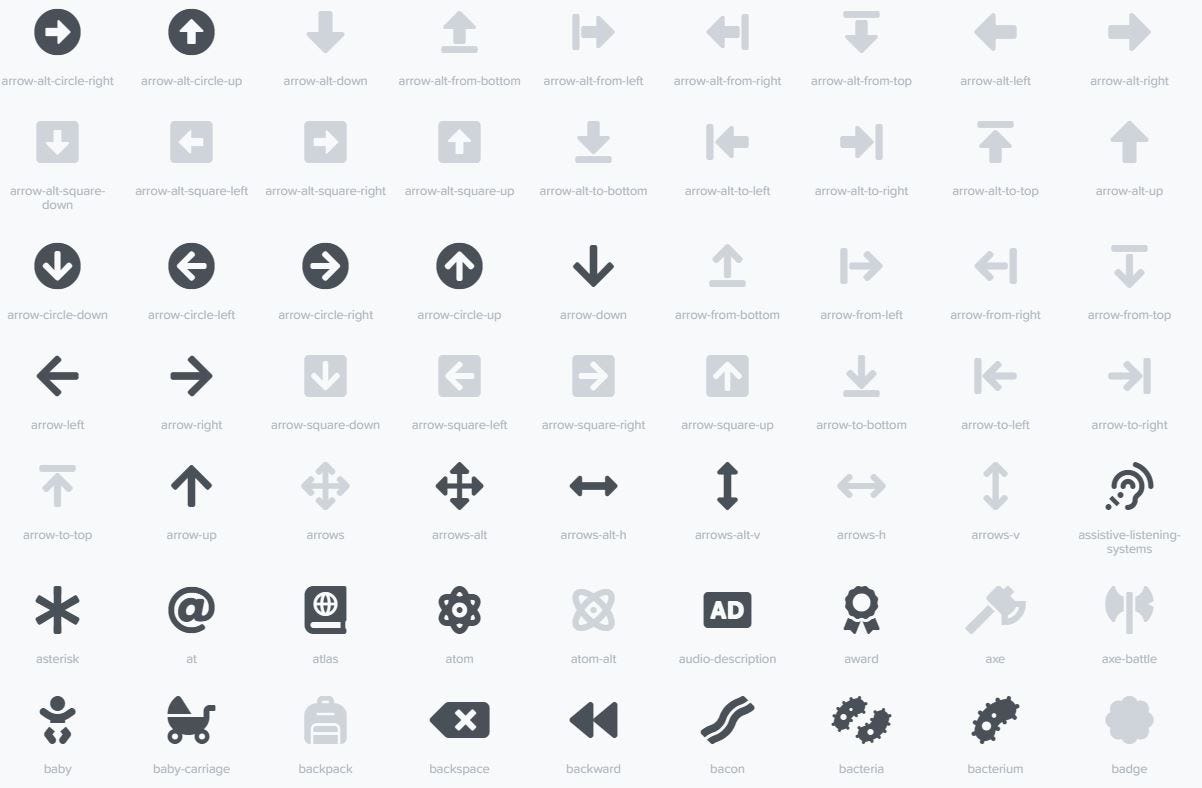 arrow-alt-circle-right
arrow-alt-circle-up
arrow-alt-down
arrow-alt-from-bottom
arrow-alt-from-left
arrow-alt-from-right
arrow-alt-from-top
arrow-alt-left
arrow-alt-right
arrow-alt-square-
down
arrow-alt-square-left
arrow-alt-square-right
arrow-alt-square-up
arrow-alt-to-bottom
arrow-alt-to-left
arrow-alt-to-right
arrow-alt-to-top
arrow-alt-up
arrow-circle-down
arrow-circle-left
arrow-circle-right
arrow-circle-up
arrow-down
arrow-from-bottom
arrow-from-left
arrow-from-right
arrow-from-top
arrow-left
arrow-right
arrow-square-down
arrow-square-left
arrow-square-right
arrow-square-up
arrow-to-bottom
arrow-to-left
arrow-to-right
arrow-to-top
arrow-up
arrows
arrows-alt
arrows-alt-h
arrows-alt-v
arrows-h
arrows-v
assistive-listening-
systems
@
AD
asterisk
at
atlas
atom
atom-alt
audio-description
award
axe
axe-battle
baby
baby-carriage
backpack
backspace
backward
bacon
bacteria
bacterium
badge